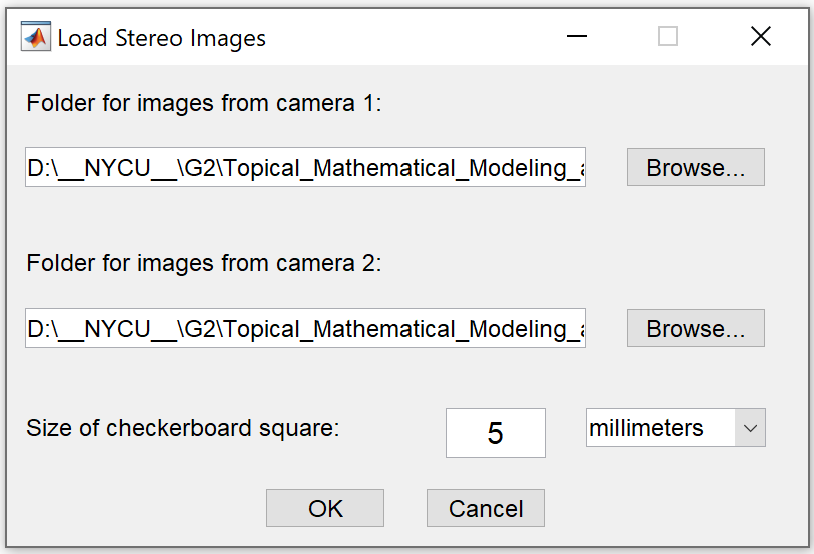 Load Stereo Images
Folder for images from camera 1:
D:\__NYCU__\G2\Topical_Mathematical_Modeling_a Browse...
Folder for images from camera 2:
D:\__NYCU__\G2\Topical_Mathematical_Modeling_a Browse...
Size of checkerboard square: 5 millimeters
OK Cancel